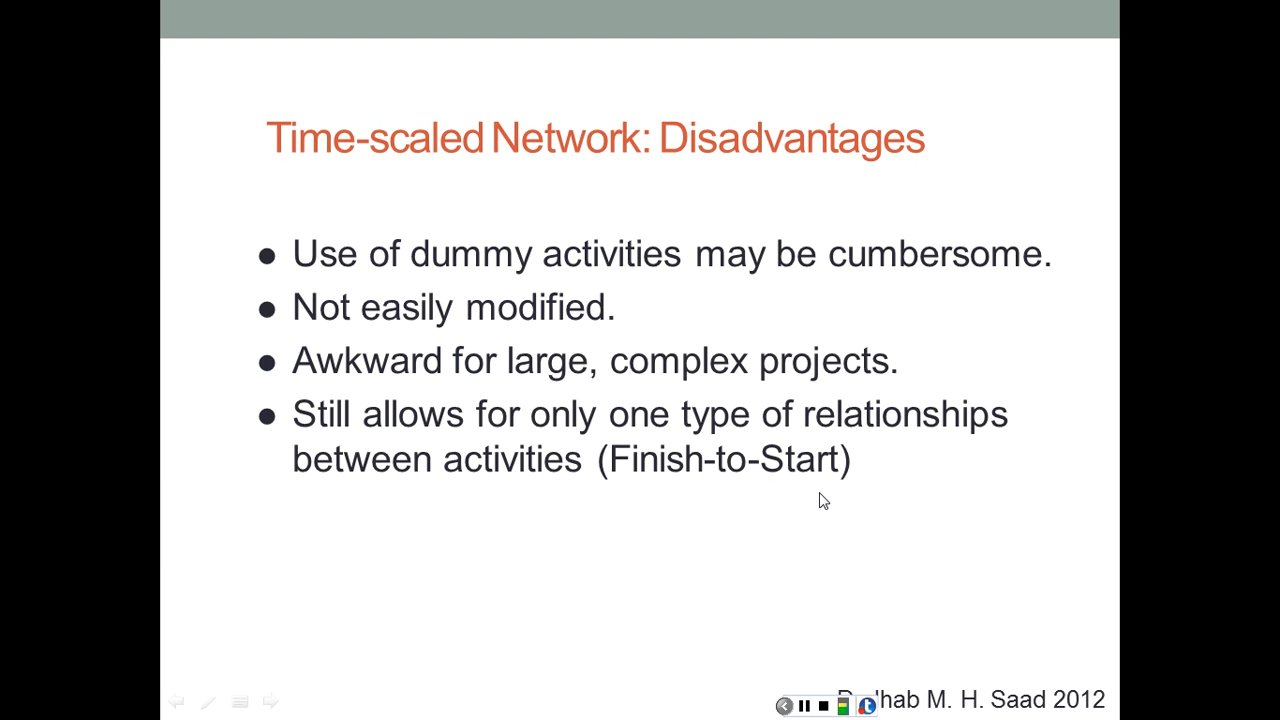 Time-scaled Network: Disadvantages
● Use of dummy activities may be cumbersome.
● Not easily modified.
● Awkward for large, complex projects.
● Still allows for only one type of relationships
between activities (Finish-to-Start)
M. H. Saad 2012